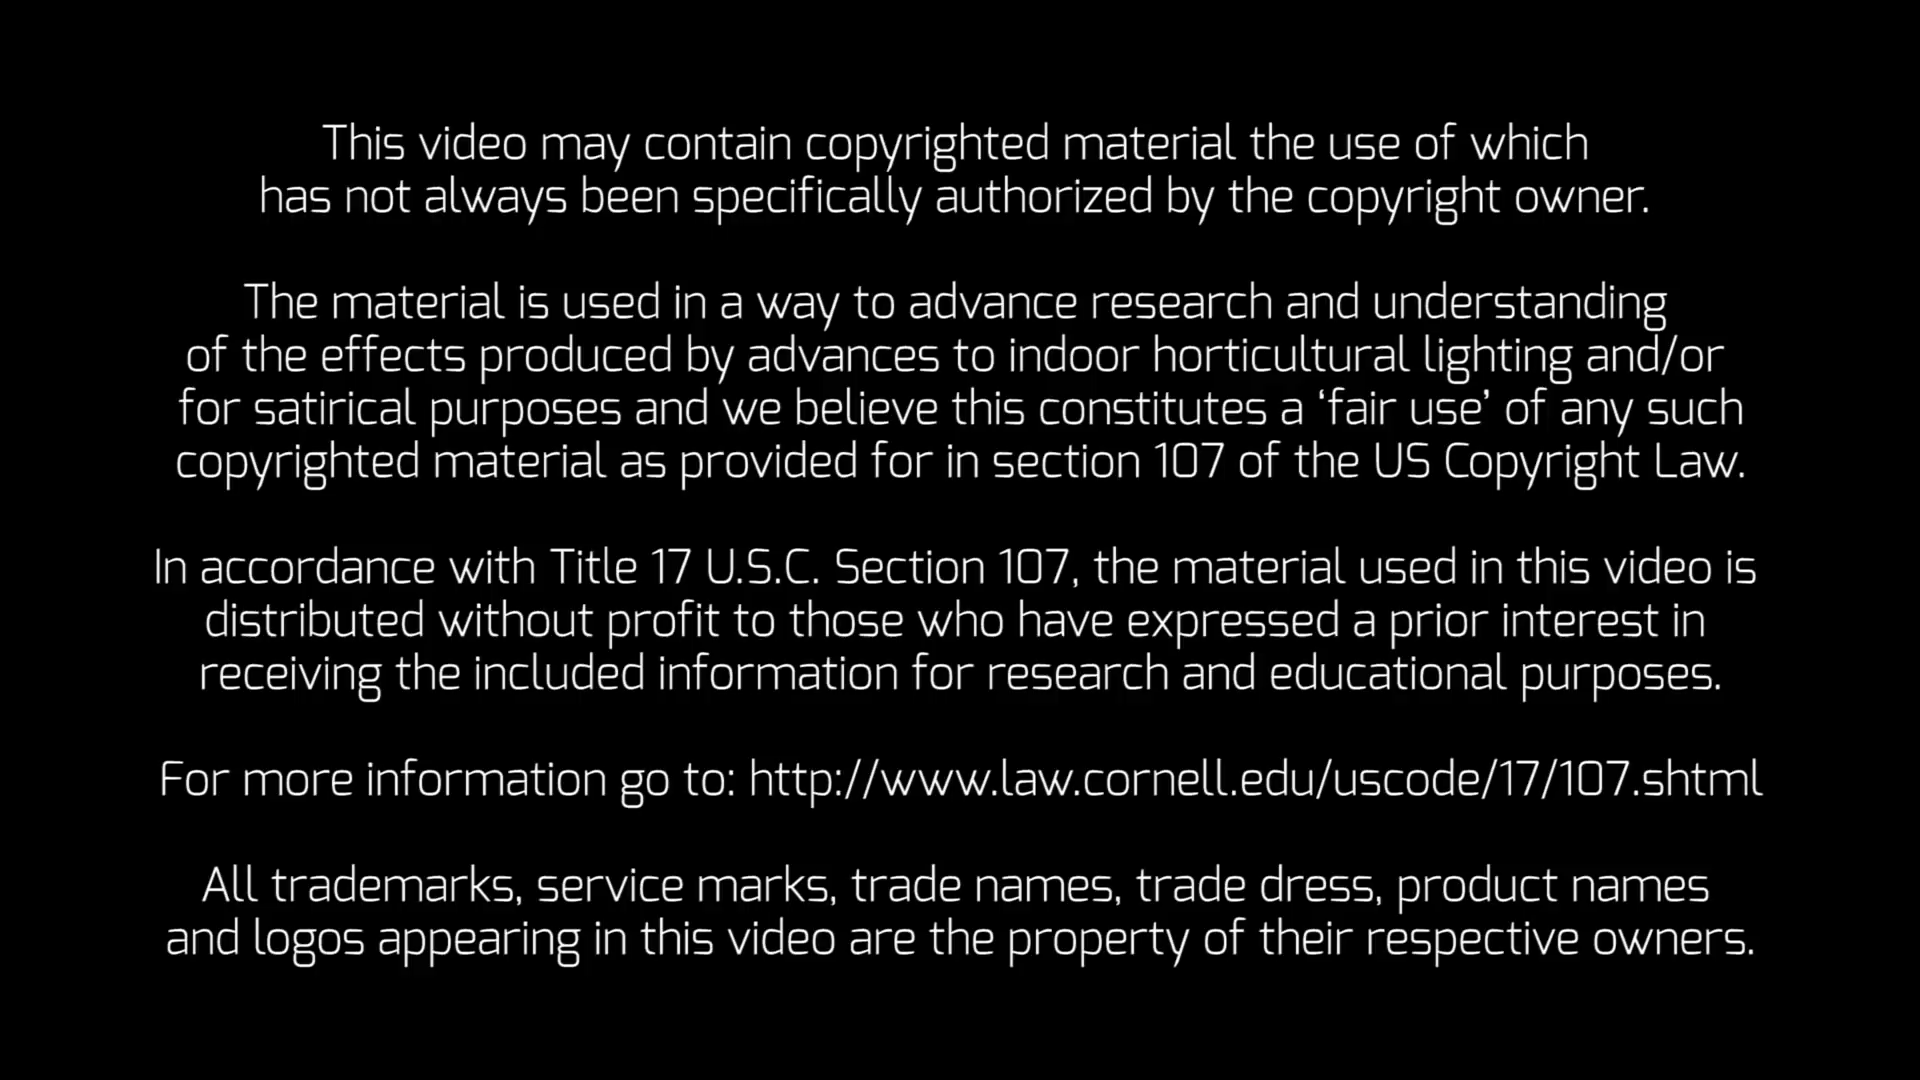 This video may contain copyrighted material the use of which
has not always been specifically authorized by the copyright owner.
The material is used in a way to advance research and understanding
of the effects produced by advances to indoor horticultural lighting and/or
for satirical purposes and we believe this constitutes a ‘fair use’ of any such
copyrighted material as provided for in section 107 of the US Copyright Law.
In accordance with Title 17 U.S.C. Section 107, the material used in this video is
distributed without profit to those who have expressed a prior interest in
receiving the included information for research and educational purposes.
For more information go to: http://www.law.cornell.edu/uscode/17/107.shtml
All trademarks, service marks, trade names, trade dress, product names
and logos appearing in this video are the property of their respective owners.